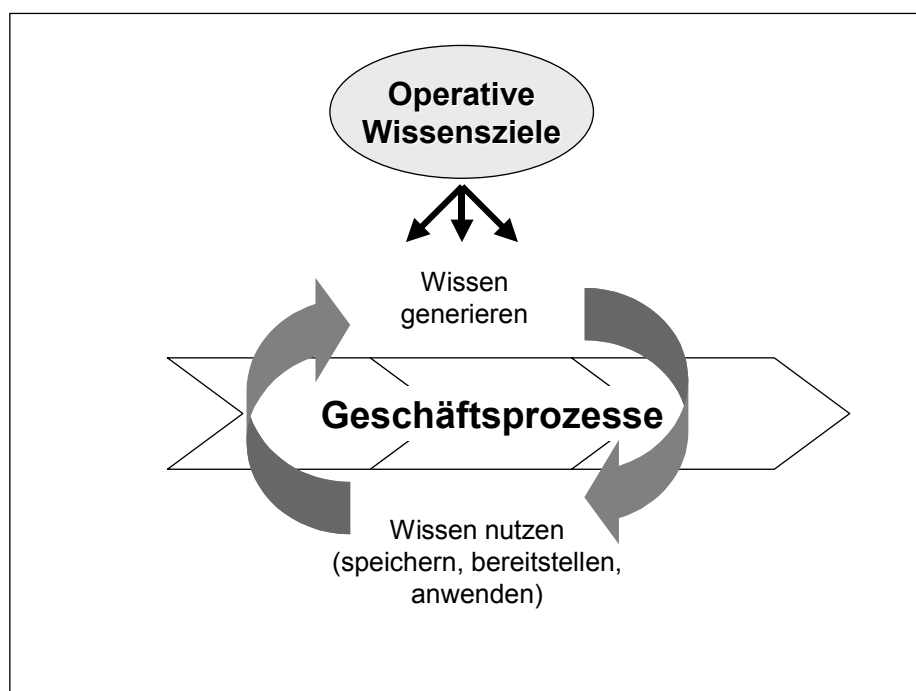 Operative
Wissensziele
Wissen
generieren
Geschäftsprozesse
Wissen nutzen
(speichern, bereitstellen,
anwenden)